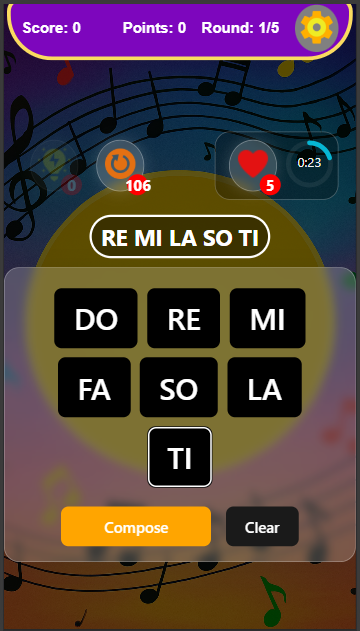 Score: 0 Points: 0 Round: 1/5
0 106 5 0:23
RE MI LA SO TI
DO RE MI
FA SO LA
TI
Compose Clear